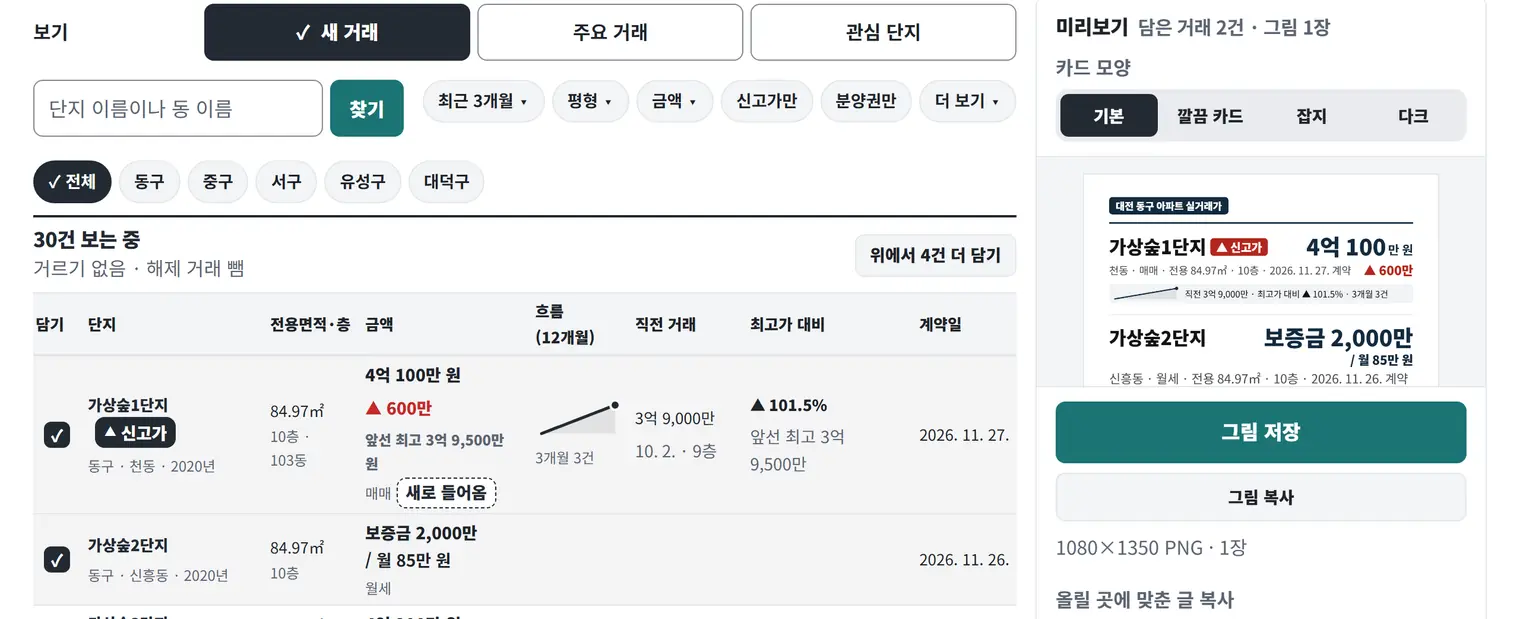 보기
✓ 새 거래
주요 거래
관심 단지
단지 이름이나 동 이름
찾기
최근 3개월 ▾
평형 ▾
금액 ▾
신고가만
분양권만
더 보기 ▾
✓ 전체
동구
중구
서구
유성구
대덕구
30건 보는 중
거르기 없음 · 해제 거래 뺌
위에서 4건 더 담기
담기
단지
전용면적·층
금액
흐름
(12개월)
직전 거래
최고가 대비
계약일
가상숲1단지
▲ 신고가
동구 · 천동 · 2020년
84.97㎡
10층 ·
103동
4억 100만 원
▲ 600만
앞선 최고 3억 9,500만
원
매매 새로 들어옴
3개월 3건
3억 9,000만
10. 2. · 9층
▲ 101.5%
앞선 최고 3억
9,500만
2026. 11. 27.
가상숲2단지
동구 · 신흥동 · 2020년
84.97㎡
10층
보증금 2,000만
/ 월 85만 원
월세
2026. 11. 26.
미리보기 담은 거래 2건 · 그림 1장
카드 모양
기본
깔끔 카드
잡지
다크
대전 동구 아파트 실거래가
가상숲1단지 ▲ 신고가 4억 100만 원
천동 · 매매 · 전용 84.97㎡ · 10층 · 2026. 11. 27. 계약 ▲ 600만
직전 3억 9,000만 · 최고가 대비 ▲ 101.5% · 3개월 3건
가상숲2단지 보증금 2,000만
/ 월 85만 원
신흥동 · 월세 · 전용 84.97㎡ · 10층 · 2026. 11. 26. 계약
그림 저장
그림 복사
1080×1350 PNG · 1장
올릴 곳에 맞춘 글 복사